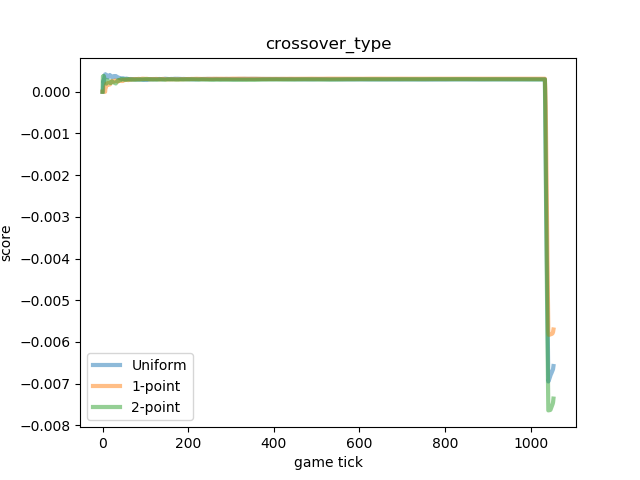 crossover_type
0.000
−0.001
−0.002
−0.003
−0.004
−0.005
−0.006
−0.007
−0.008
score
Uniform
1-point
2-point
0 200 400 600 800 1000
game tick